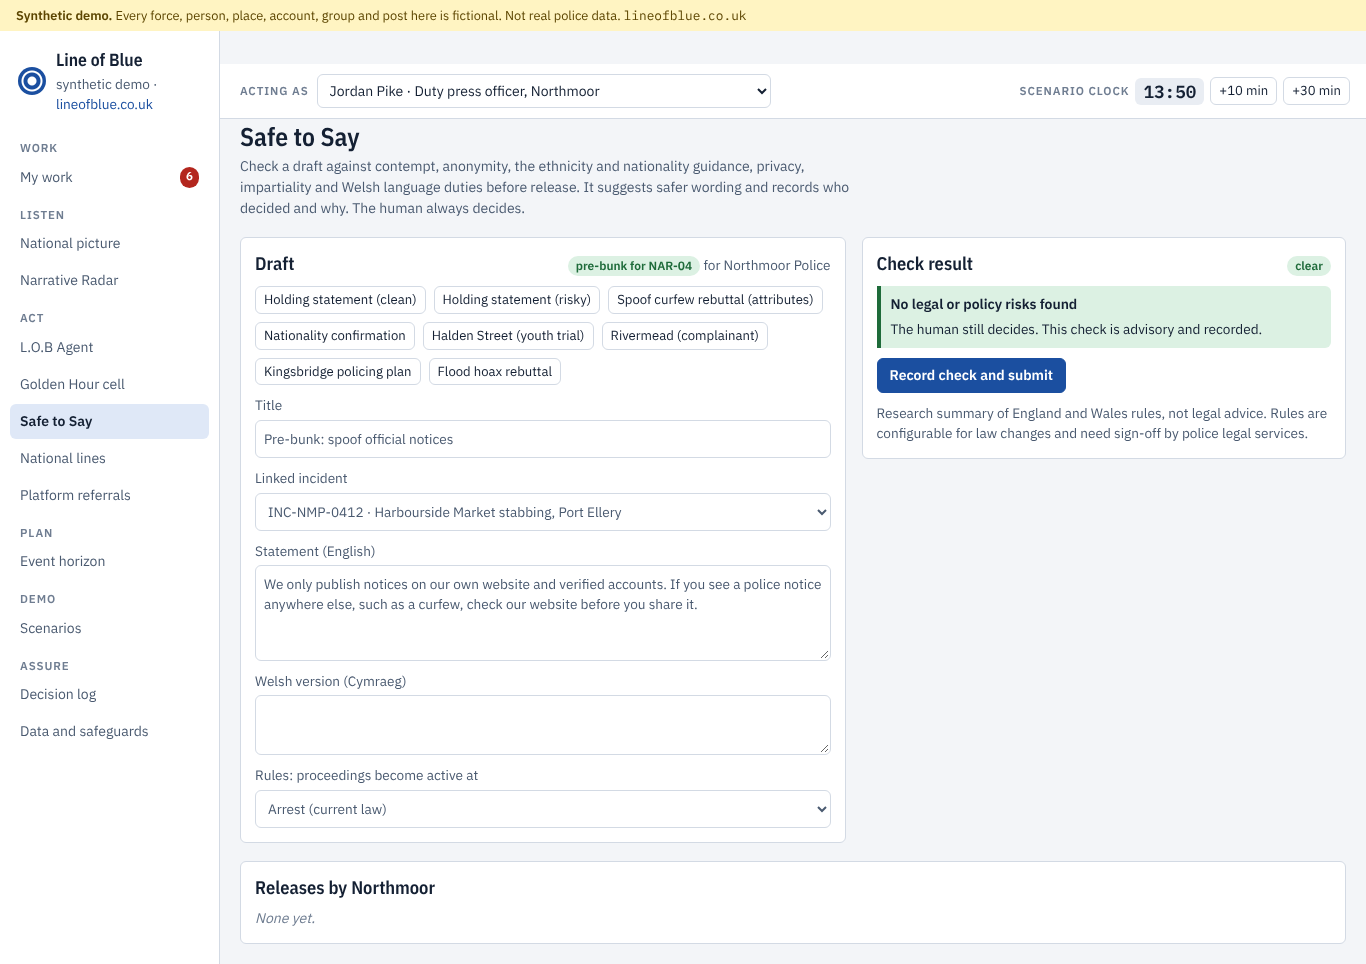 Synthetic demo. Every force, person, place, account, group and post here is fictional. Not real police data. lineofblue.co.uk
Line of Blue
synthetic demo ·
lineofblue.co.uk
WORK
My work 6
LISTEN
National picture
Narrative Radar
ACT
L.O.B Agent
Golden Hour cell
Safe to Say
National lines
Platform referrals
PLAN
Event horizon
DEMO
Scenarios
ASSURE
Decision log
Data and safeguards
ACTING AS Jordan Pike · Duty press officer, Northmoor SCENARIO CLOCK 13:50 +10 min +30 min
Safe to Say
Check a draft against contempt, anonymity, the ethnicity and nationality guidance, privacy,
impartiality and Welsh language duties before release. It suggests safer wording and records who
decided and why. The human always decides.
Draft pre-bunk for NAR-04 for Northmoor Police
Holding statement (clean) Holding statement (risky) Spoof curfew rebuttal (attributes)
Nationality confirmation Halden Street (youth trial) Rivermead (complainant)
Kingsbridge policing plan Flood hoax rebuttal
Title
Pre-bunk: spoof official notices
Linked incident
INC-NMP-0412 · Harbourside Market stabbing, Port Ellery
Statement (English)
We only publish notices on our own website and verified accounts. If you see a police notice
anywhere else, such as a curfew, check our website before you share it.
Welsh version (Cymraeg)
Rules: proceedings become active at
Arrest (current law)
Check result clear
No legal or policy risks found
The human still decides. This check is advisory and recorded.
Record check and submit
Research summary of England and Wales rules, not legal advice. Rules are
configurable for law changes and need sign-off by police legal services.
Releases by Northmoor
None yet.